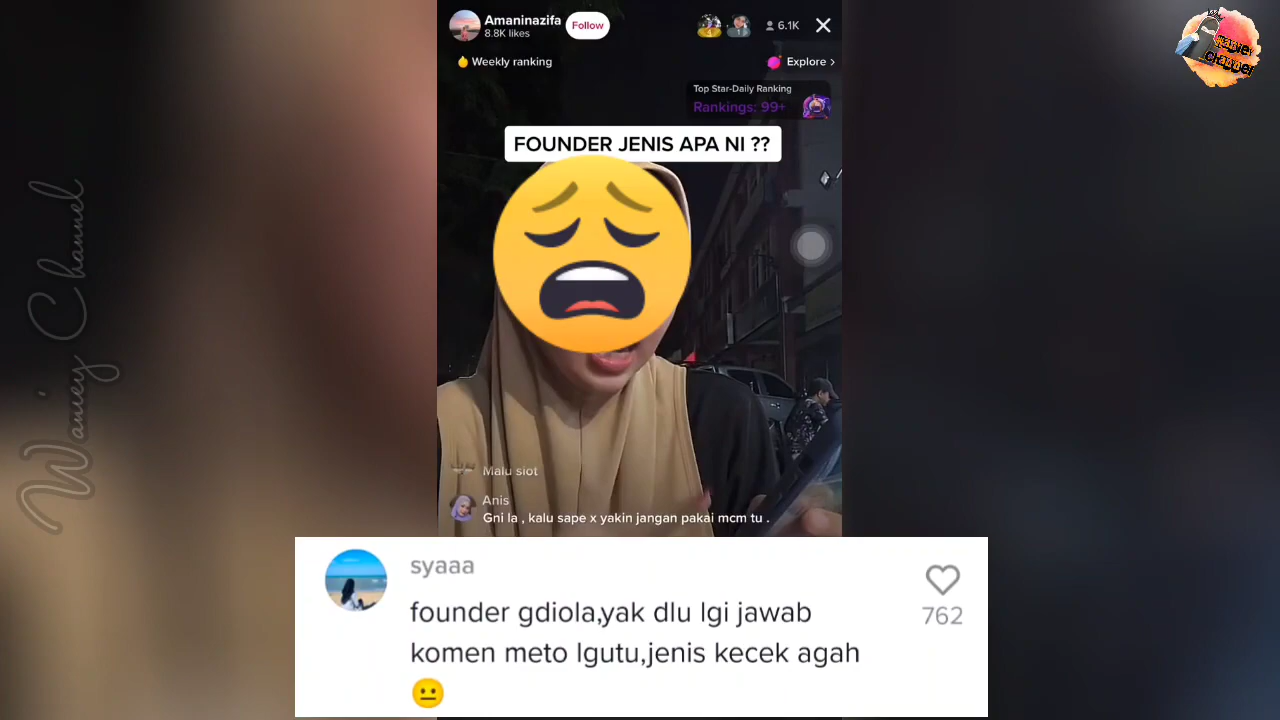 Amaninazifa
8.8K likes
Follow
6.1K
Weekly ranking
Explore >
Top Star-Daily Ranking
Rankings: 99+
FOUNDER JENIS APA NI ??
Malu siot
Anis
Gni la , kalu sape x yakin jangan pakai mcm tu .
syaaa
founder gdiola,yak dlu lgi jawab
komen meto lgutu,jenis kecek agah
😐
762
Waniey Channel